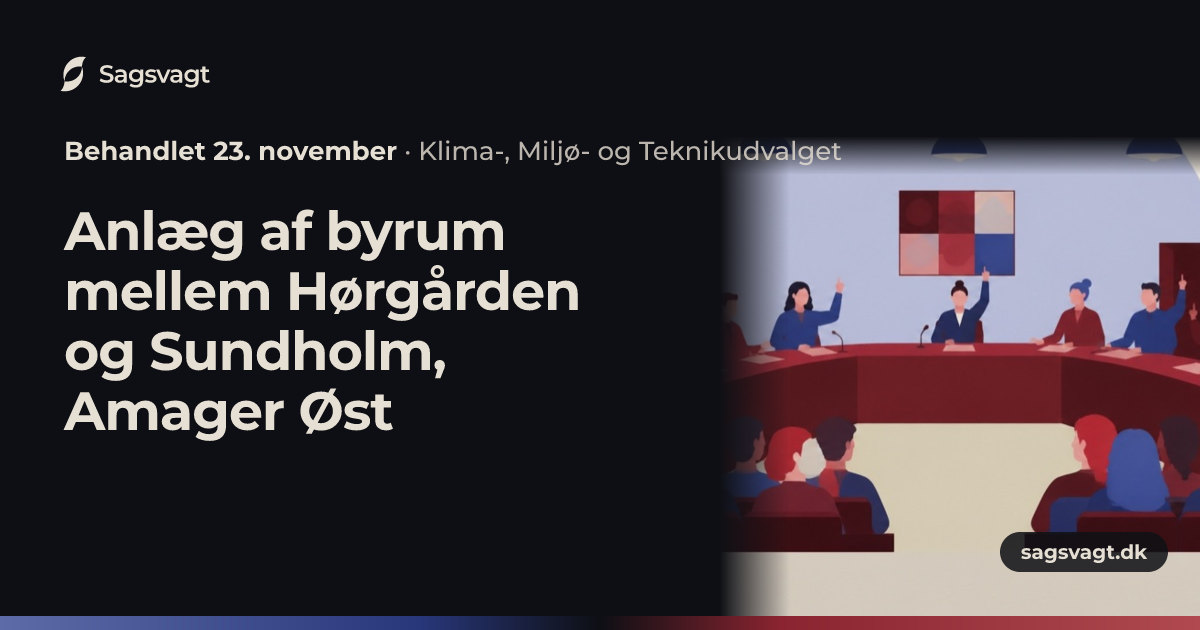 Sagsvagt
Behandlet 23. november · Klima-, Miljø- og Teknikudvalget
Anlæg af byrum
mellem Hørgården
og Sundholm,
Amager Øst
sagsvagt.dk